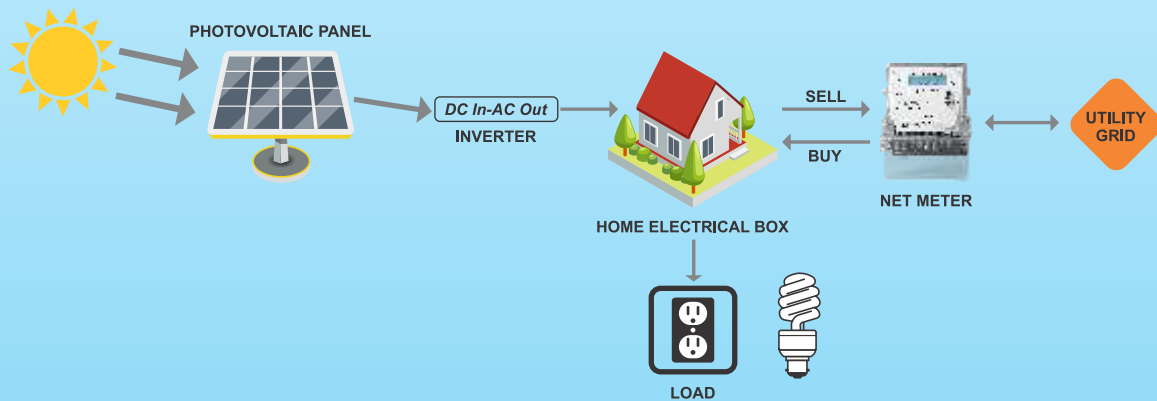 PHOTOVOLTAIC PANEL
DC In-AC Out
INVERTER
SELL
BUY
UTILITY
GRID
NET METER
HOME ELECTRICAL BOX
LOAD